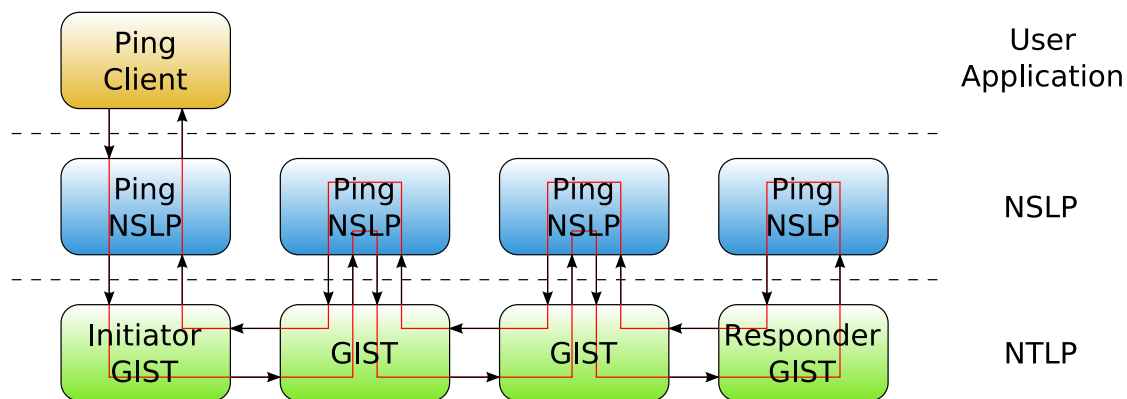 Ping
Client
User
Application
Ping
NSLP
Ping
NSLP
Ping
NSLP
Ping
NSLP
NSLP
Initiator
GIST
GIST
GIST
Responder
GIST
NTLP